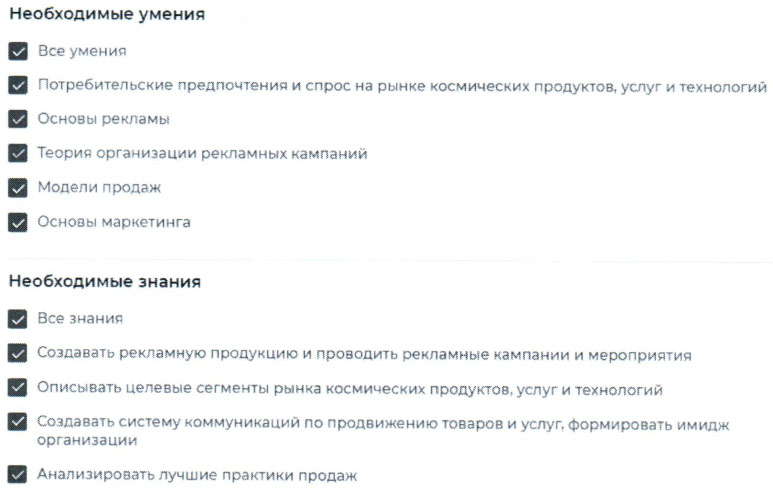 Необходимые умения
Все умения
Потребительские предпочтения и спрос на рынке космических продуктов, услуг и технологий
Основы рекламы
Теория организации рекламных кампаний
Модели продаж
Основы маркетинга
Необходимые знания
Все знания
Создавать рекламную продукцию и проводить рекламные кампании и мероприятия
Описывать целевые сегменты рынка космических продуктов, услуг и технологий
Создавать систему коммуникаций по продвижению товаров и услуг, формировать имидж
организации
Анализировать лучшие практики продаж